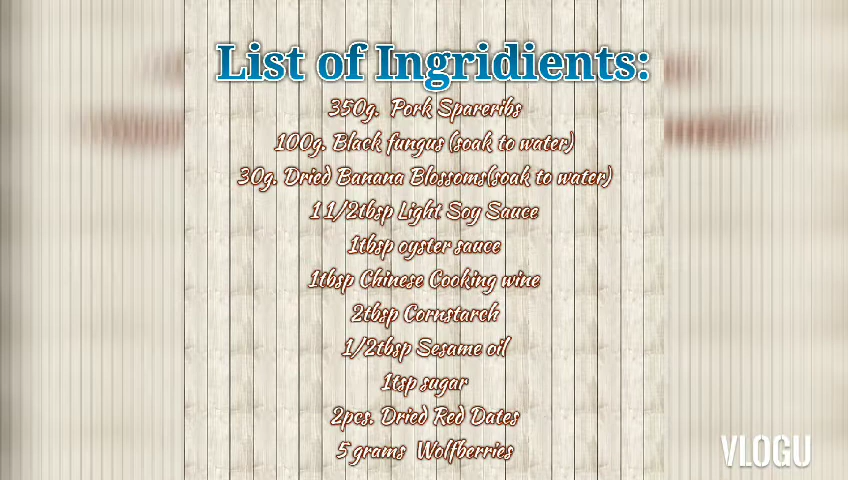 List of Ingridients:
350g. Pork Spareribs
100g. Black fungus (soak to water)
30g. Dried Banana Blossoms(soak to water)
1 1/2tbsp Light Soy Sauce
1tbsp oyster sauce
1tbsp Chinese Cooking wine
2tbsp Cornstarch
1/2tbsp Sesame oil
1tsp sugar
2pcs. Dried Red Dates
5 grams Wolfberries
VLOGU